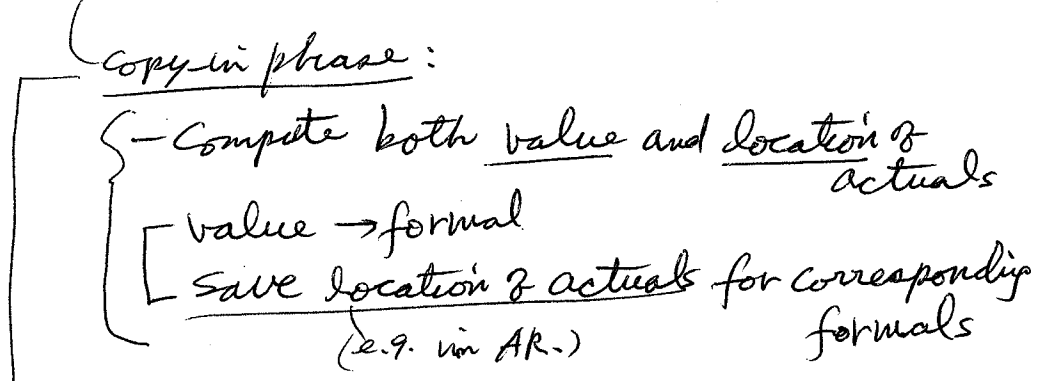 copy-in phase:
- Compute both value and location of
actuals
value → formal
save location of actuals for corresponding
formals
(e.g. in AR.)